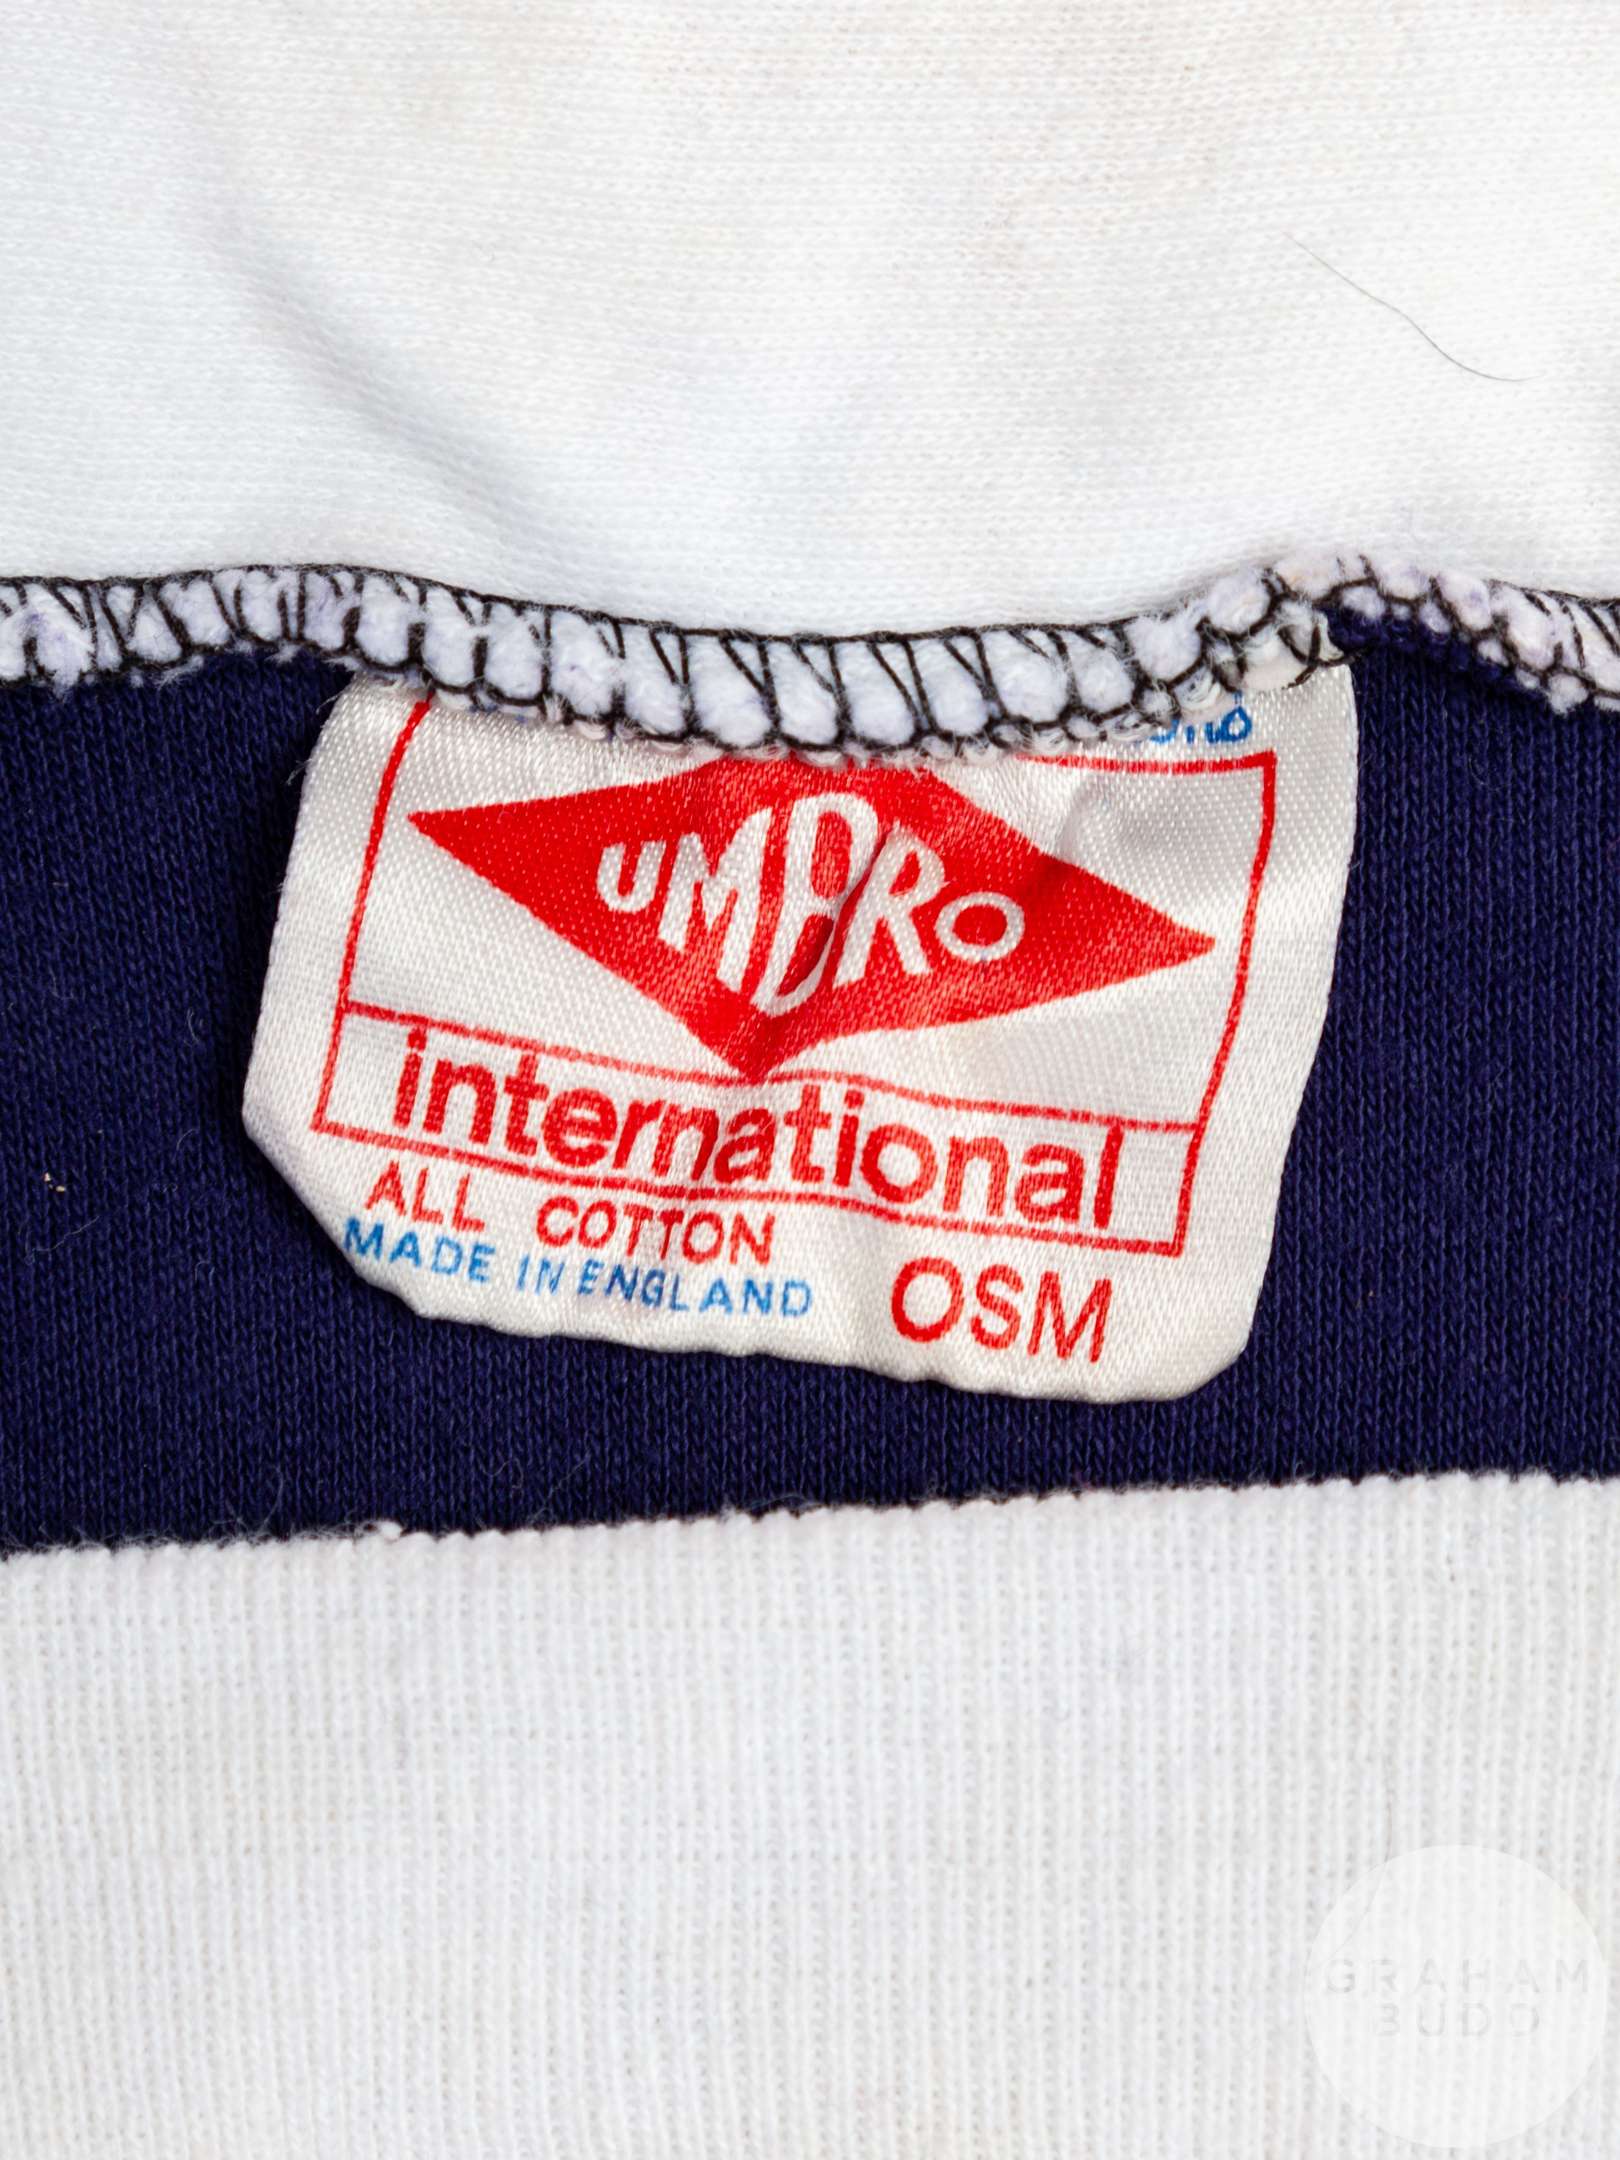 UMBRO
international
ALL COTTON
MADE IN ENGLAND
OSM
GRAHAM
BUDD